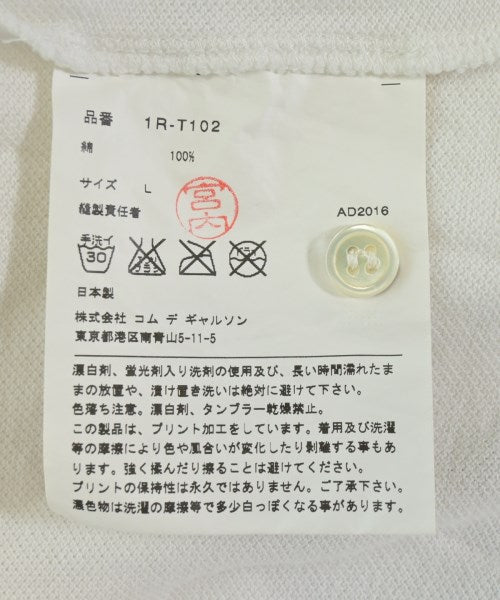 品番 1R-T102
綿 100%
サイズ L
縫製責任者 宮内
AD2016
手洗イ
30
エンソサラシ
日本製
株式会社 コム デ ギャルソン
東京都港区南青山5-11-5
漂白剤、蛍光剤入り洗剤の使用及び、長い時間濡れたま
まの放置や、漬け置き洗いは絶対に避けて下さい。
色落ち注意。漂白剤、タンブラー乾燥禁止。
この製品は、プリント加工をしています。着用及び洗濯
等の摩擦により色や風合いが変化したり剥離する事もあ
ります。強く揉んだり擦ることは避けてください。
プリントの保持性は永久ではありません。ご了承下さい。
濃色物は洗濯の摩擦等で多少白っぽくなる事があります。